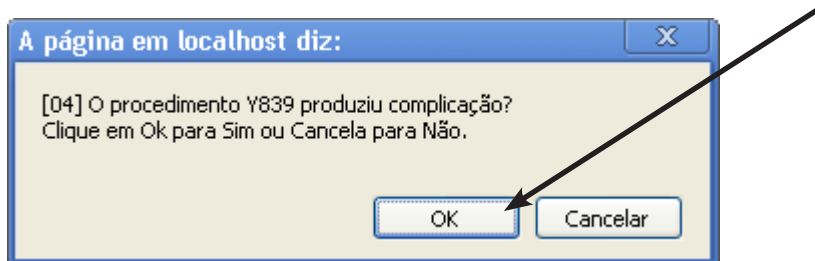 A página em localhost diz:
[04] O procedimento Y839 produziu complicação?
Clique em Ok para Sim ou Cancela para Não.
OK
Cancelar